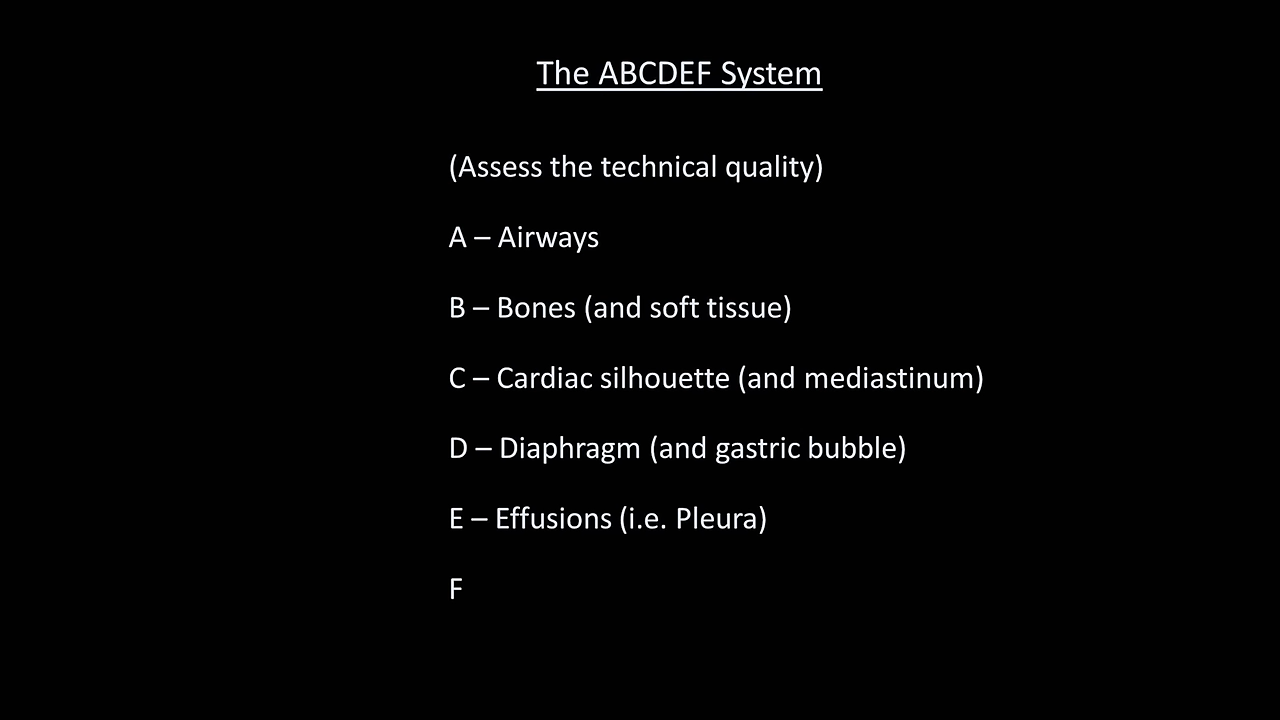 The ABCDEF System
(Assess the technical quality)
A – Airways
B – Bones (and soft tissue)
C – Cardiac silhouette (and mediastinum)
D – Diaphragm (and gastric bubble)
E – Effusions (i.e. Pleura)
F